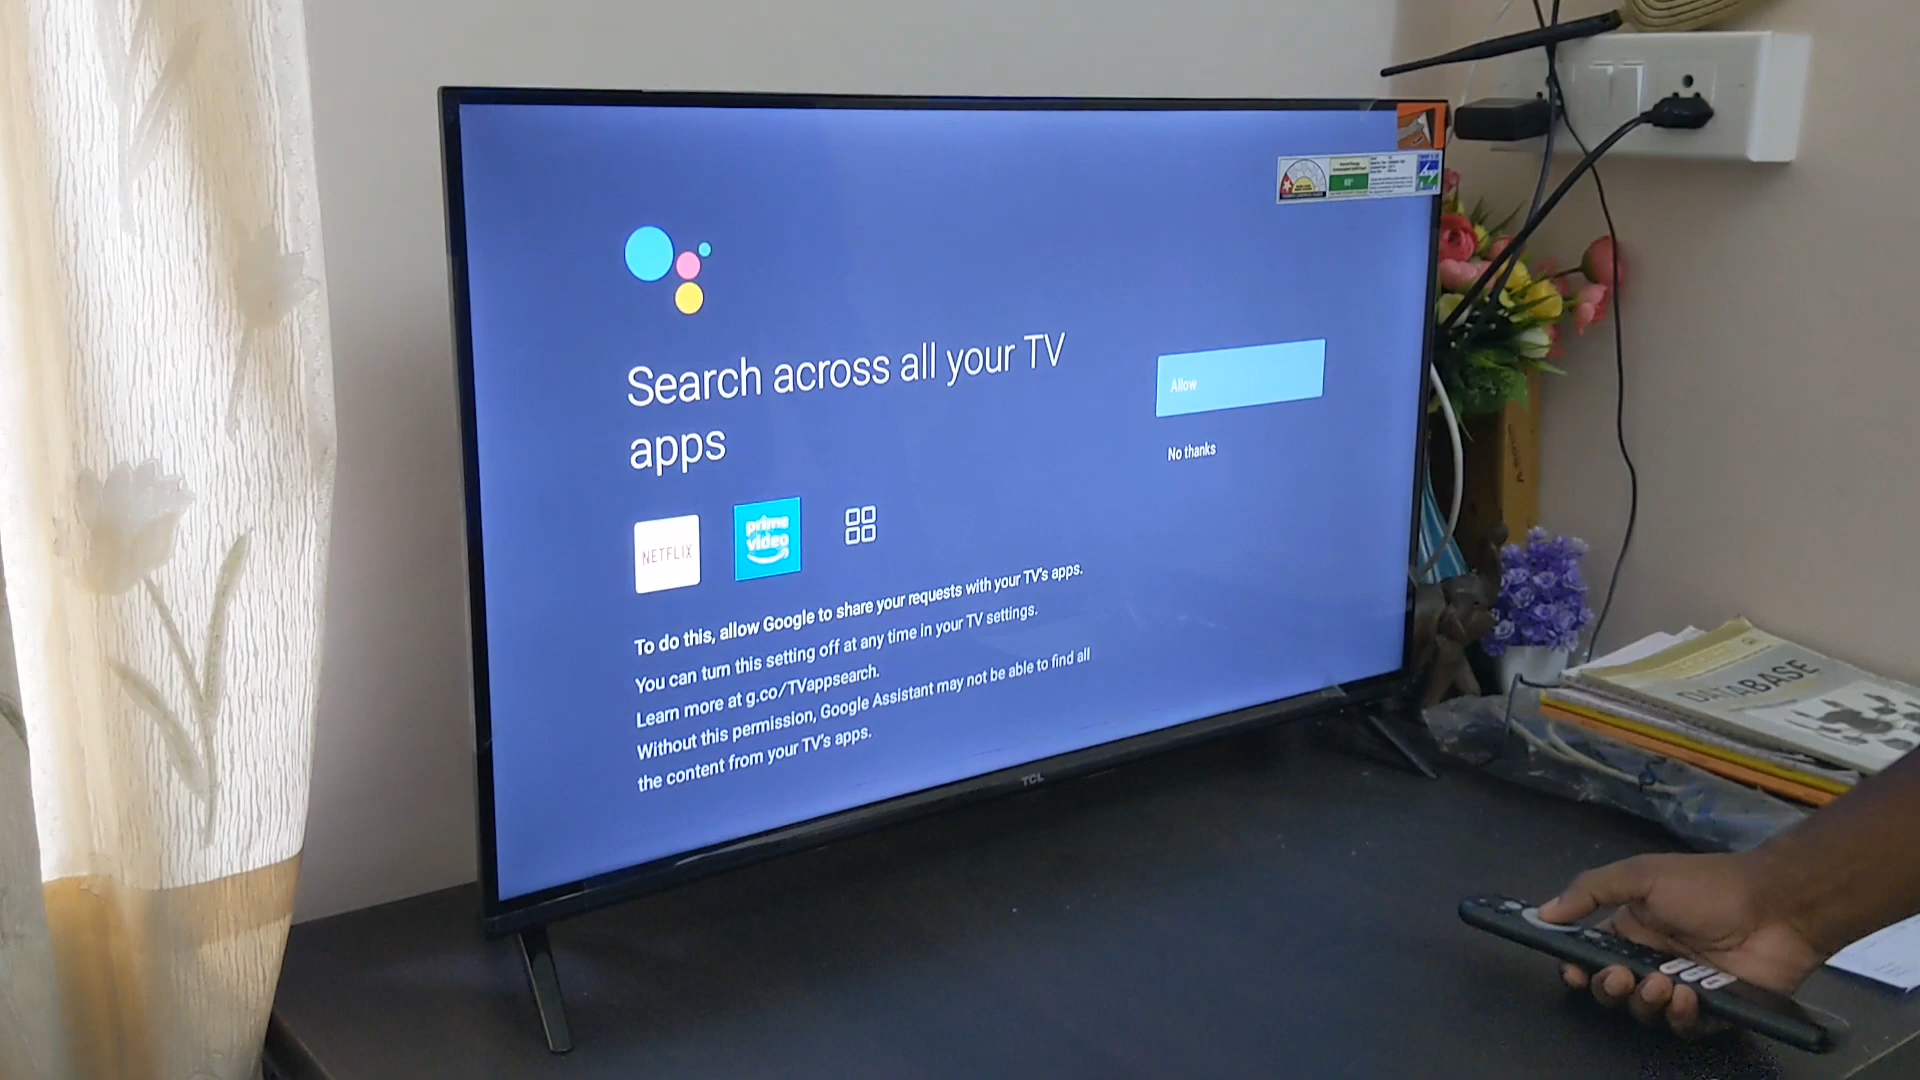 Search across all your TV
apps
Allow
No thanks
NETFLIX
prime
video
To do this, allow Google to share your requests with your TV's apps.
You can turn this setting off at any time in your TV settings.
Learn more at g.co/TVappsearch.
Without this permission, Google Assistant may not be able to find all
the content from your TV's apps.
TCL
DATABASE